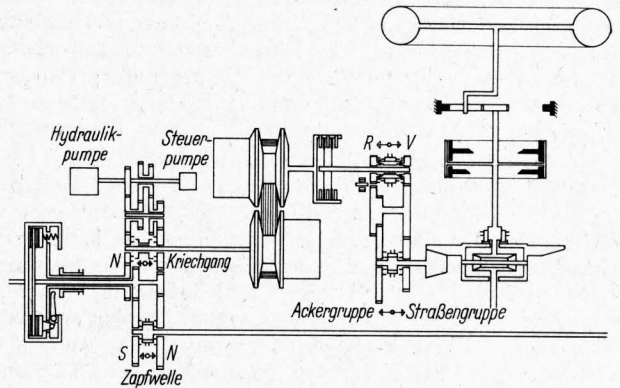 Hydraulik-
pumpe
Steuer-
pumpe
R V
N Kriechgang
Ackergruppe Straßengruppe
S N
Zapfwelle